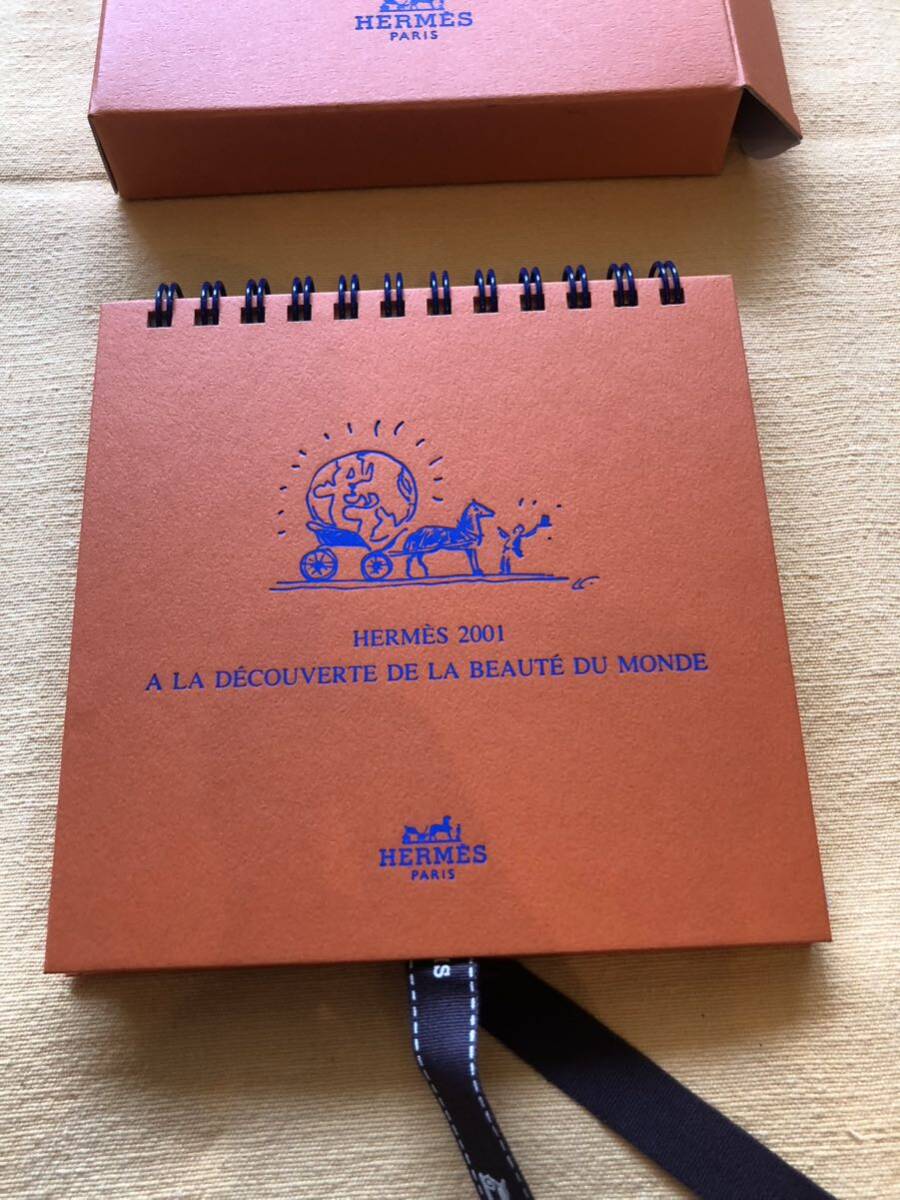 HERMÈS
PARIS
HERMÈS 2001
A LA DÉCOUVERTE DE LA BEAUTÉ DU MONDE
HERMÈS
PARIS